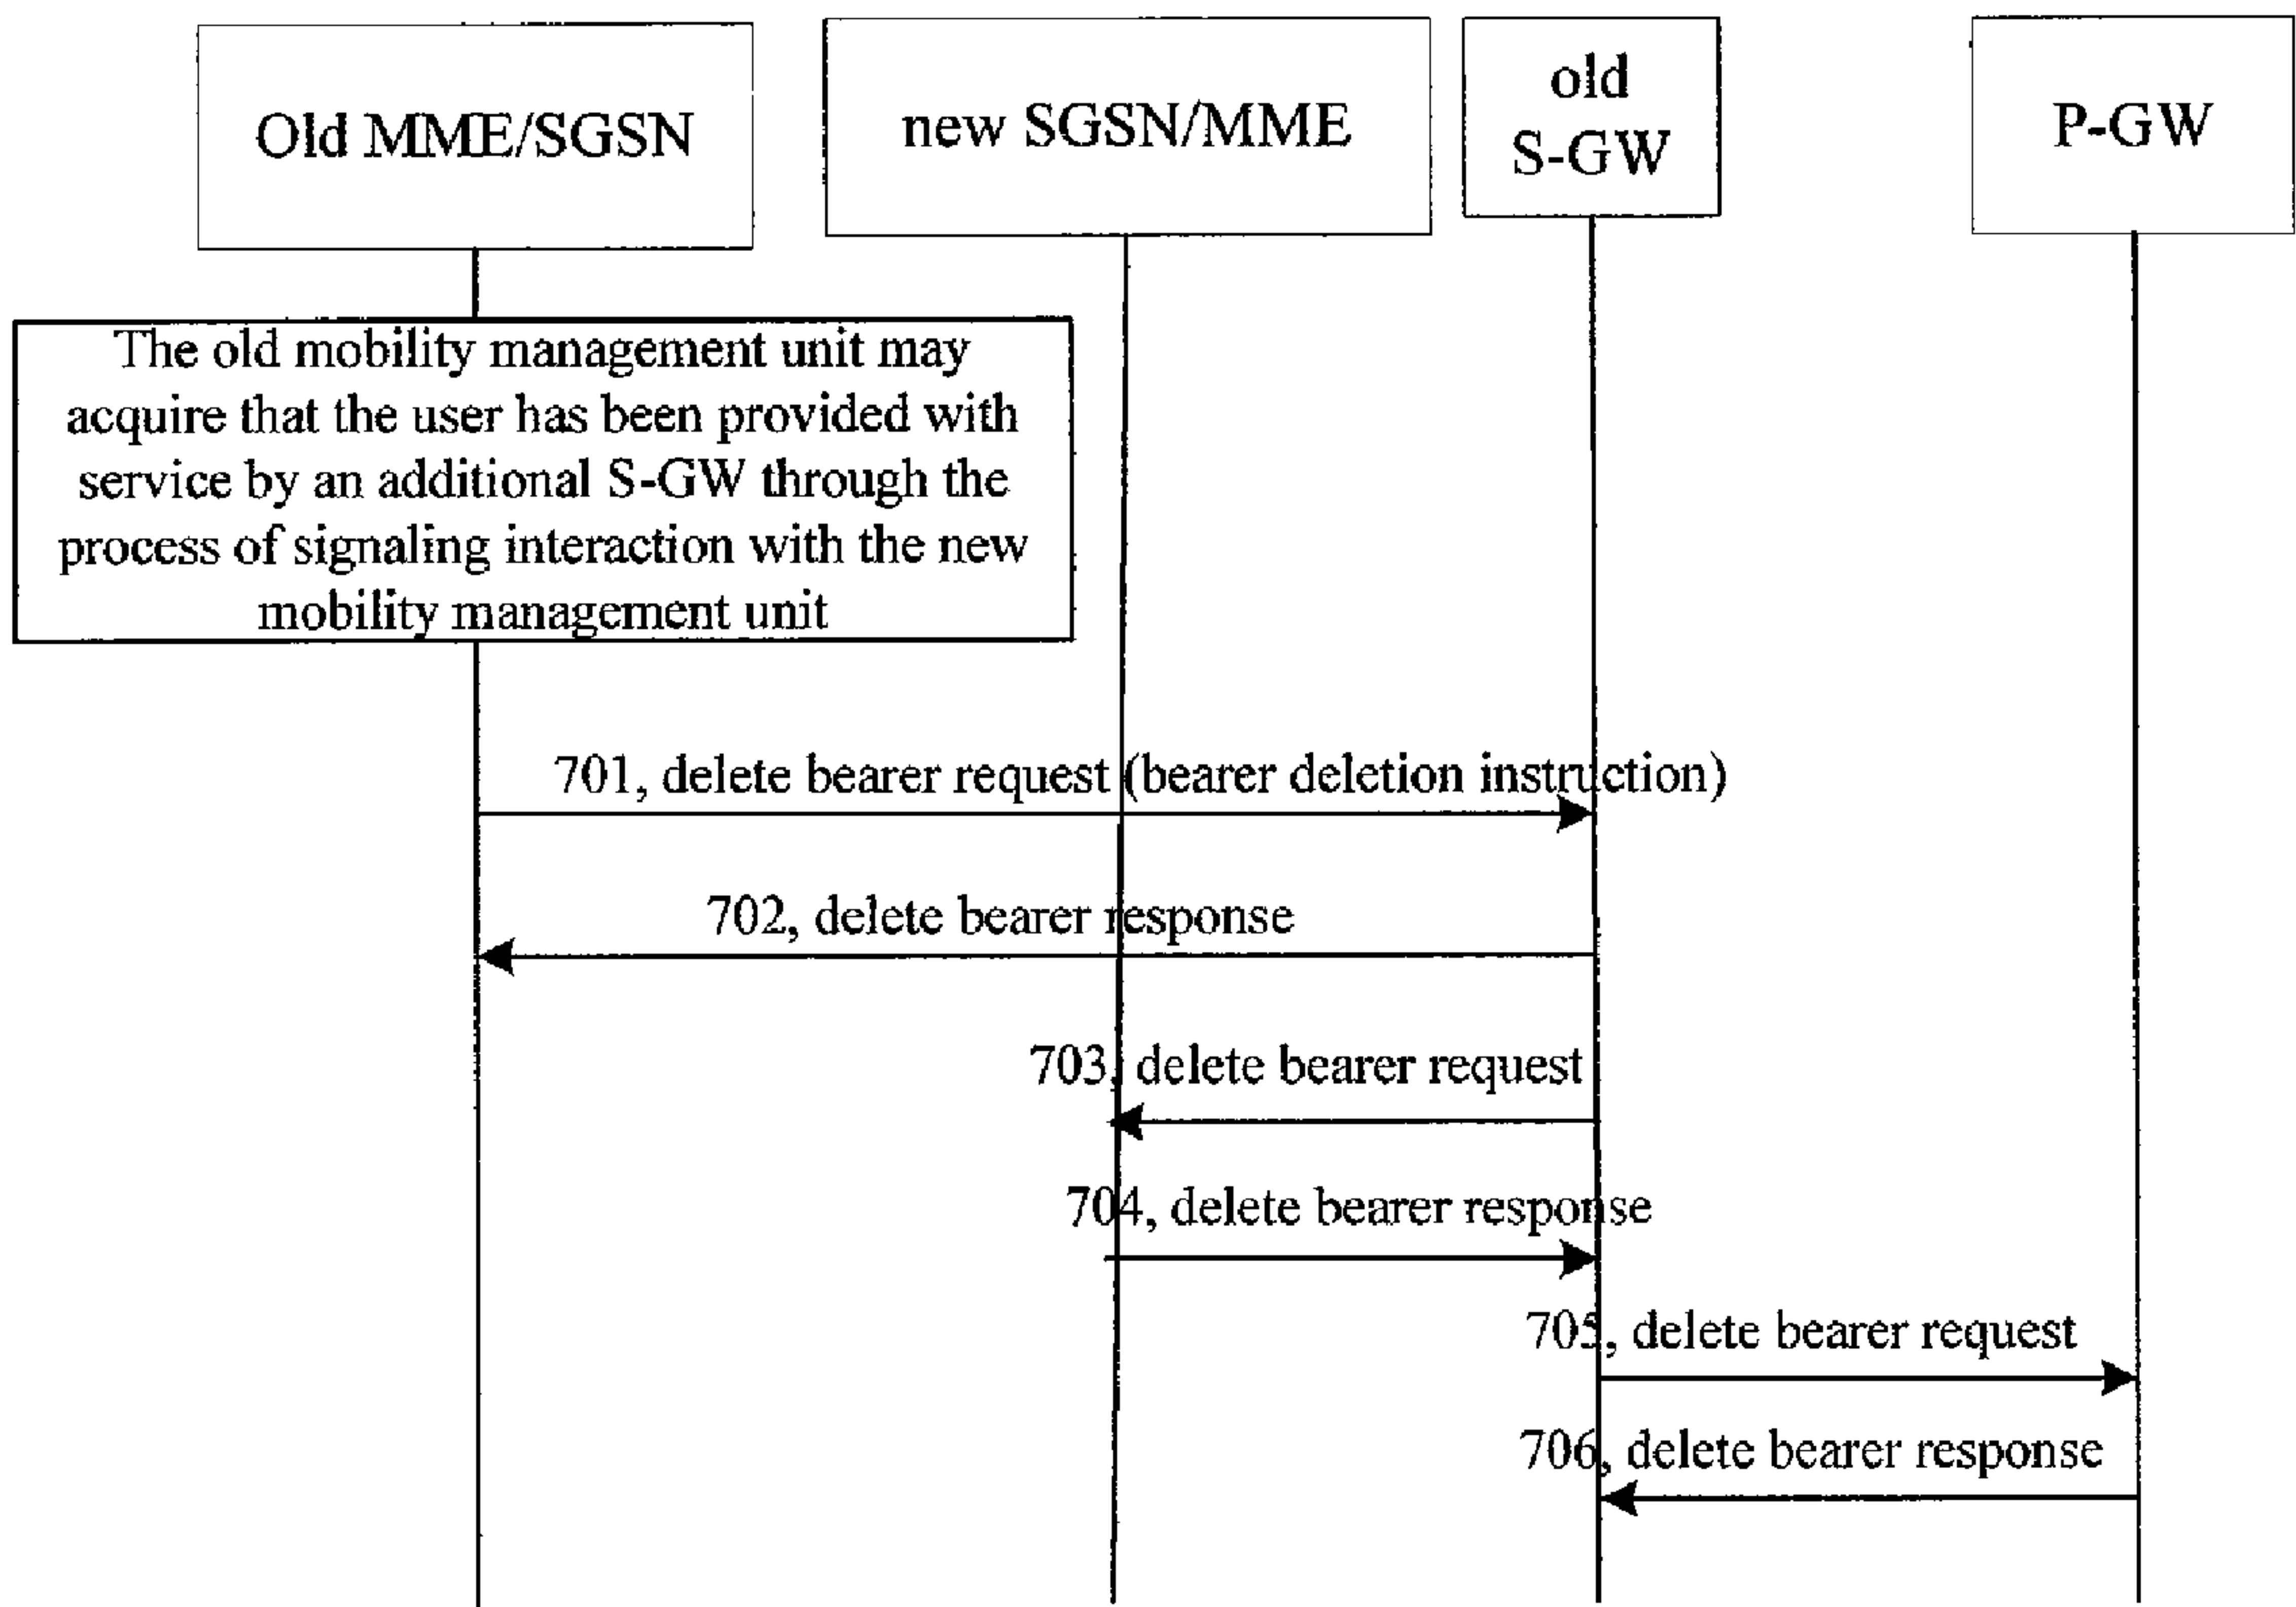 Old MME/SGSN
new SGSN/MME
old
S-GW
P-GW
The old mobility management unit may
acquire that the user has been provided with
service by an additional S-GW through the
process of signaling interaction with the new
mobility management unit
701, delete bearer request (bearer deletion instruction)
702, delete bearer response
703, delete bearer request
704, delete bearer response
705, delete bearer request
706, delete bearer response